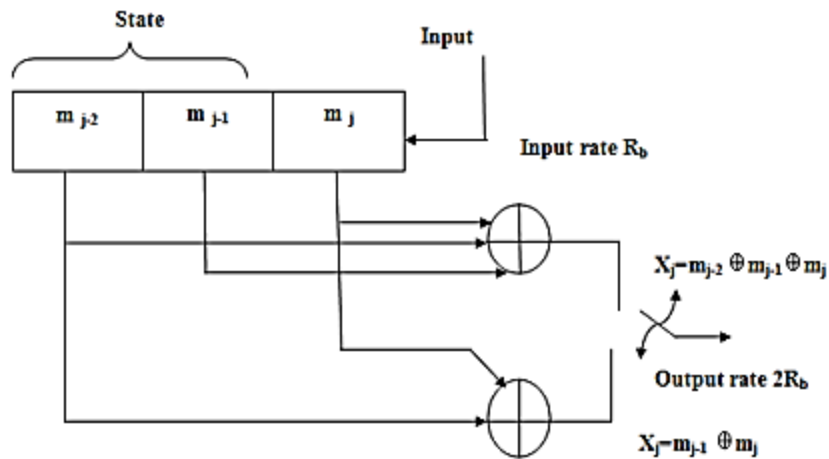 State
Input
m j-2
m j-1
m j
Input rate Rb
Xj=mj-2 ⊕ mj-1 ⊕ mj
Output rate 2Rb
Xj=mj-1 ⊕ mj